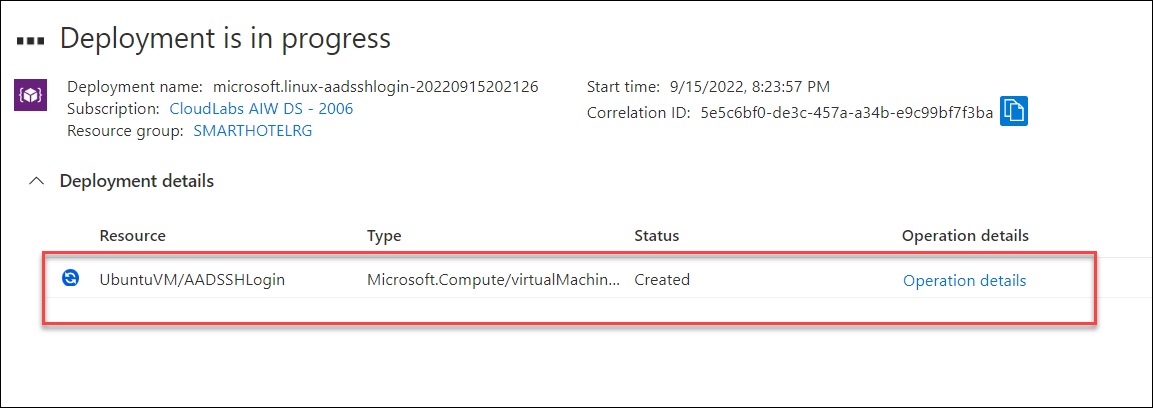 Deployment is in progress
Deployment name: microsoft.linux-aadsshlogin-20220915202126
Subscription: CloudLabs AIW DS - 2006
Resource group: SMARTHOTELRG
Start time: 9/15/2022, 8:23:57 PM
Correlation ID: 5e5c6bf0-de3c-457a-a34b-e9c99bf7f3ba
Deployment details
Resource Type Status Operation details
UbuntuVM/AADSSHLogin Microsoft.Compute/virtualMachin... Created Operation details